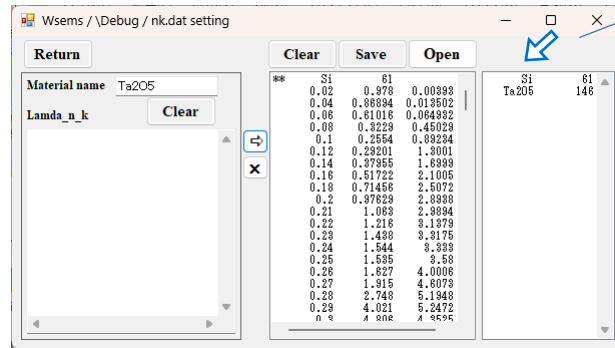 Wsems / \Debug / nk.dat setting
Return
Clear Save Open
Material name Ta2O5
Lamda_n_k Clear
** Si 61
0.02 0.978 0.00393
0.04 0.86894 0.013502
0.06 0.61016 0.064932
0.08 0.3229 0.45029
0.1 0.2554 0.89234
0.12 0.29201 1.3001
0.14 0.37955 1.6999
0.16 0.51722 2.1005
0.18 0.71456 2.5072
0.2 0.97629 2.8938
0.21 1.063 2.9894
0.22 1.216 3.1379
0.23 1.438 3.3175
0.24 1.544 3.333
0.25 1.535 3.58
0.26 1.627 4.0006
0.27 1.915 4.6073
0.28 2.748 5.1948
0.29 4.021 5.2472
0.3 4.806 4.3525
Si 61
Ta2O5 146